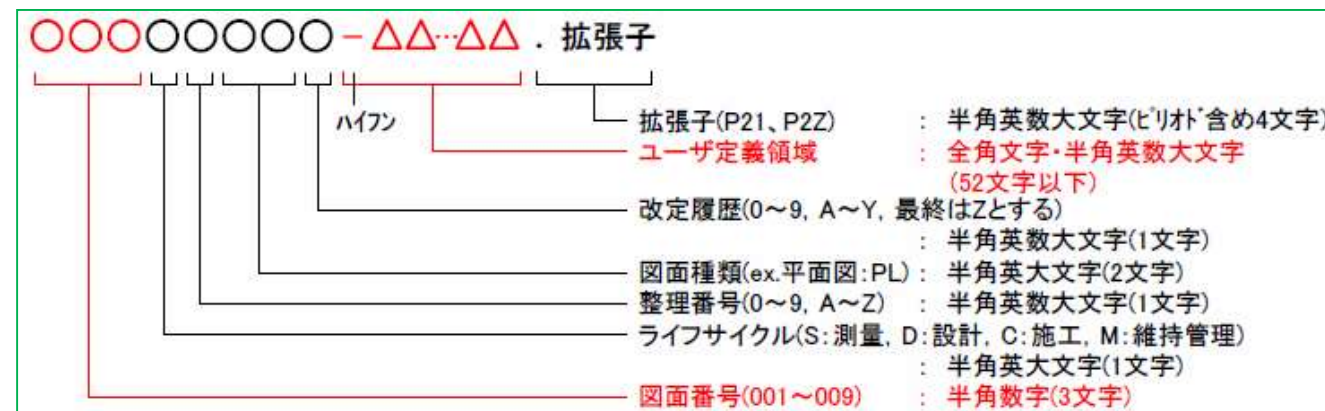 ○○○○○○○○-△△…△△.拡張子
ハイフン
拡張子(P21、P2Z) : 半角英数大文字(ピリオド含め4文字)
ユーザ定義領域 : 全角文字・半角英数大文字
(52文字以下)
改定履歴(0～9, A～Y, 最終はZとする)
: 半角英数大文字(1文字)
図面種類(ex.平面図:PL) : 半角英大文字(2文字)
整理番号(0～9, A～Z) : 半角英数大文字(1文字)
ライフサイクル(S:測量, D:設計, C:施工, M:維持管理)
: 半角英大文字(1文字)
図面番号(001～009) : 半角数字(3文字)